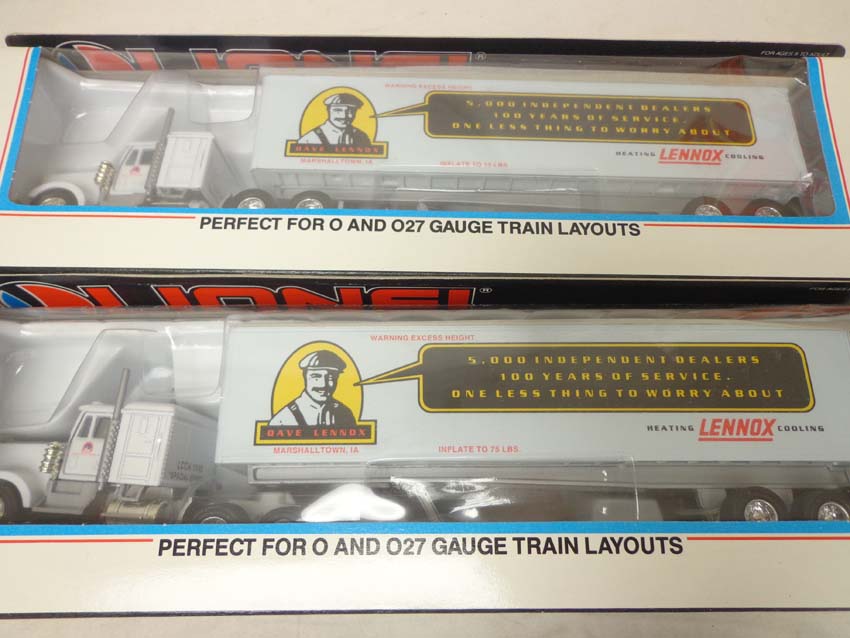 LIONEL®
FOR AGES 8 TO ADULT
WARNING EXCESS HEIGHT
5,000 INDEPENDENT DEALERS
100 YEARS OF SERVICE.
ONE LESS THING TO WORRY ABOUT
DAVE LENNOX
MARSHALLTOWN, IA
INFLATE TO 75 LBS.
HEATING LENNOX COOLING
PERFECT FOR O AND O27 GAUGE TRAIN LAYOUTS
LIONEL®
FOR AGES
WARNING EXCESS HEIGHT
5,000 INDEPENDENT DEALERS
100 YEARS OF SERVICE.
ONE LESS THING TO WORRY ABOUT
DAVE LENNOX
MARSHALLTOWN, IA
INFLATE TO 75 LBS.
HEATING LENNOX COOLING
PERFECT FOR O AND O27 GAUGE TRAIN LAYOUTS